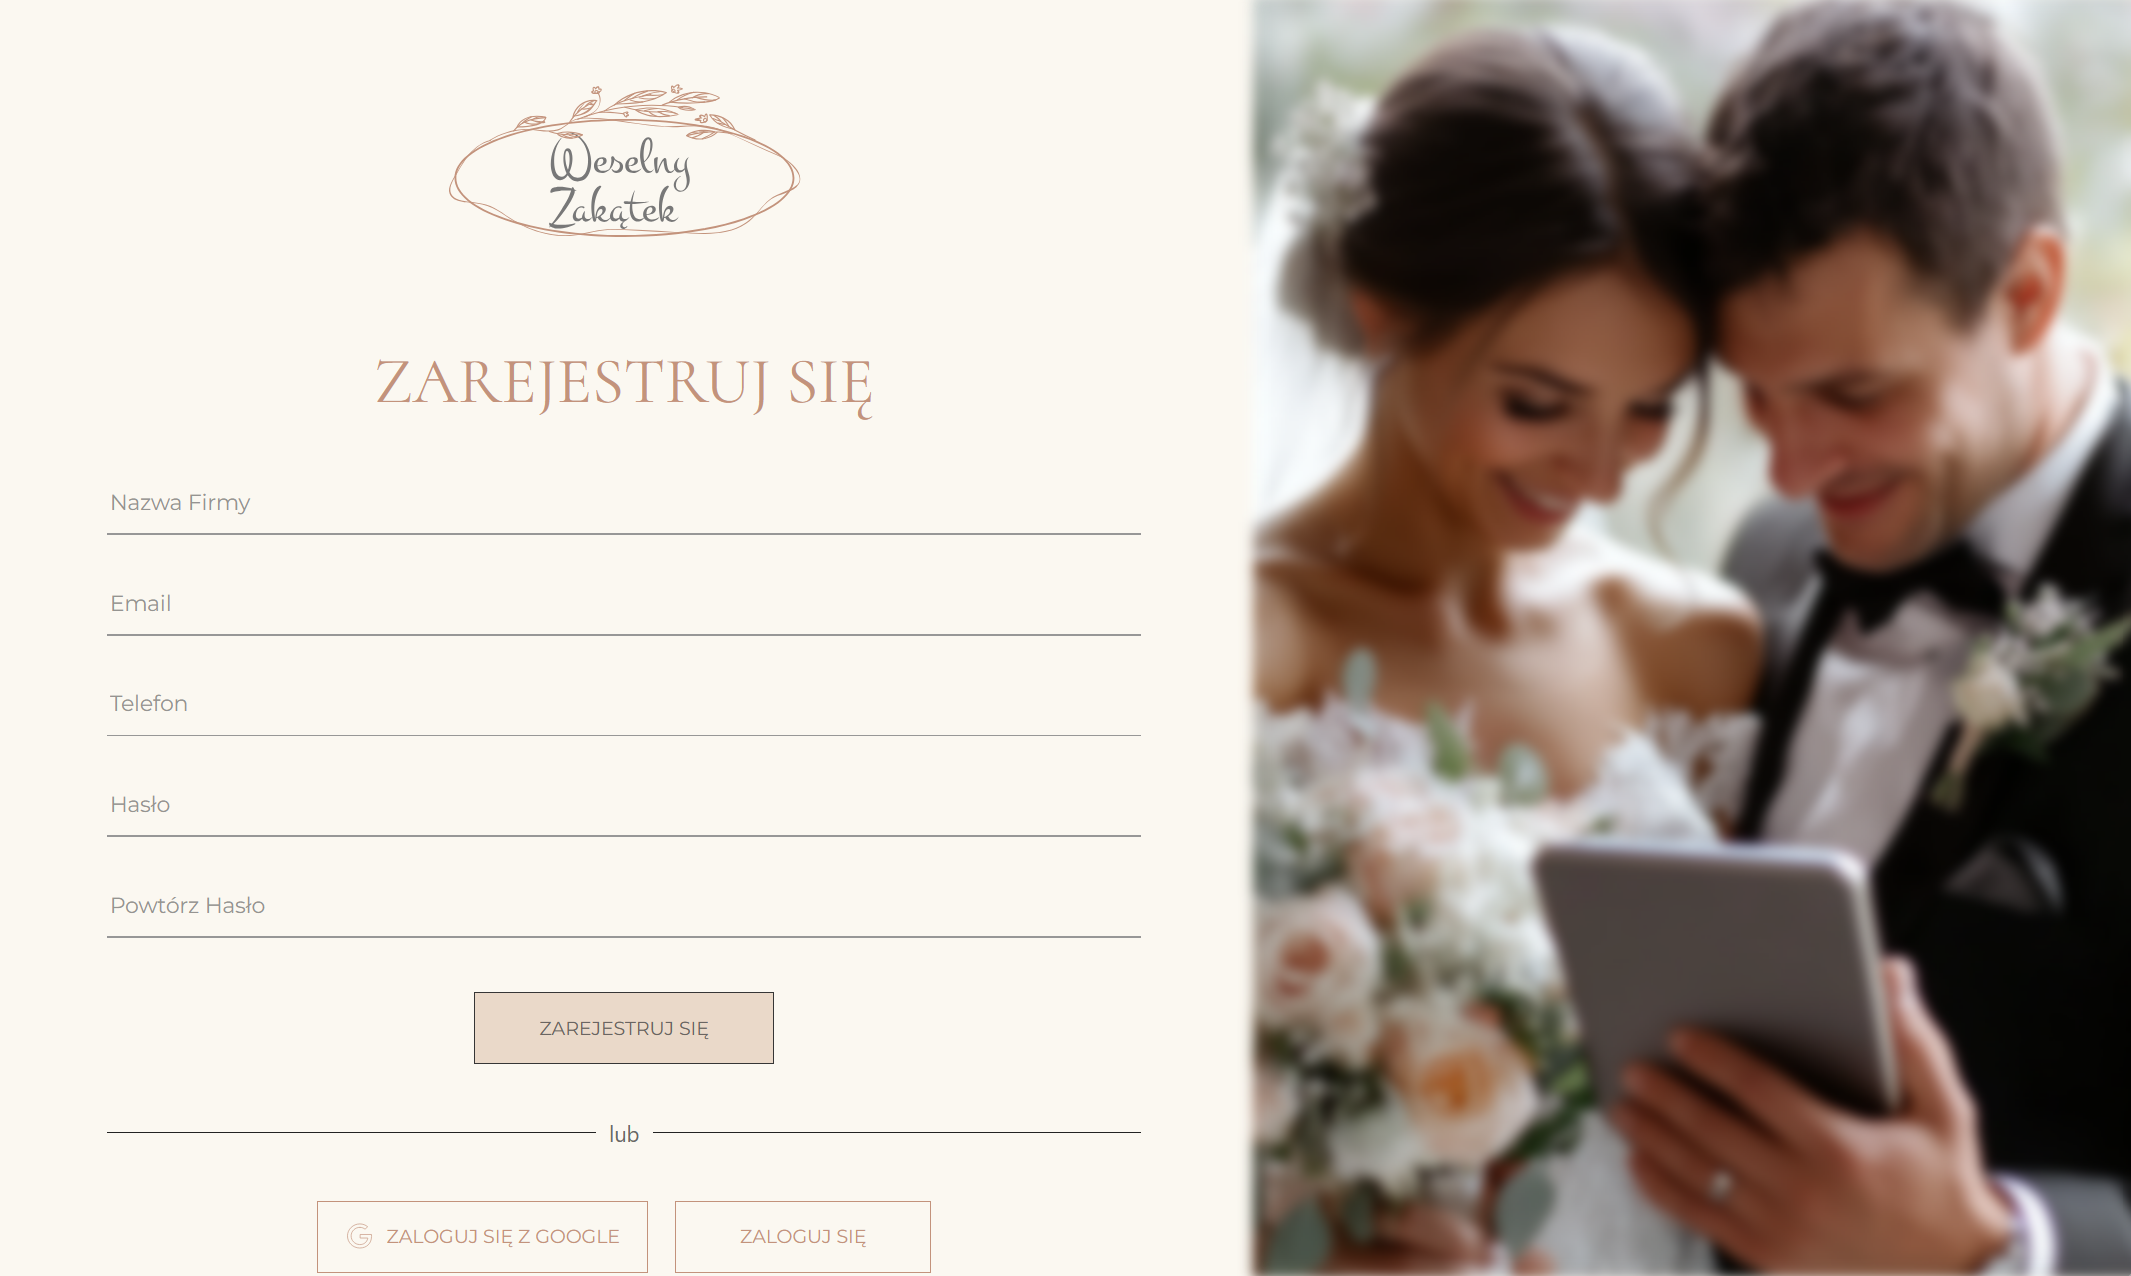 Weselny
Zakątek
ZAREJESTRUJ SIĘ
Nazwa Firmy
Email
Telefon
Hasło
Powtórz Hasło
ZAREJESTRUJ SIĘ
lub
ZALOGUJ SIĘ Z GOOGLE
ZALOGUJ SIĘ